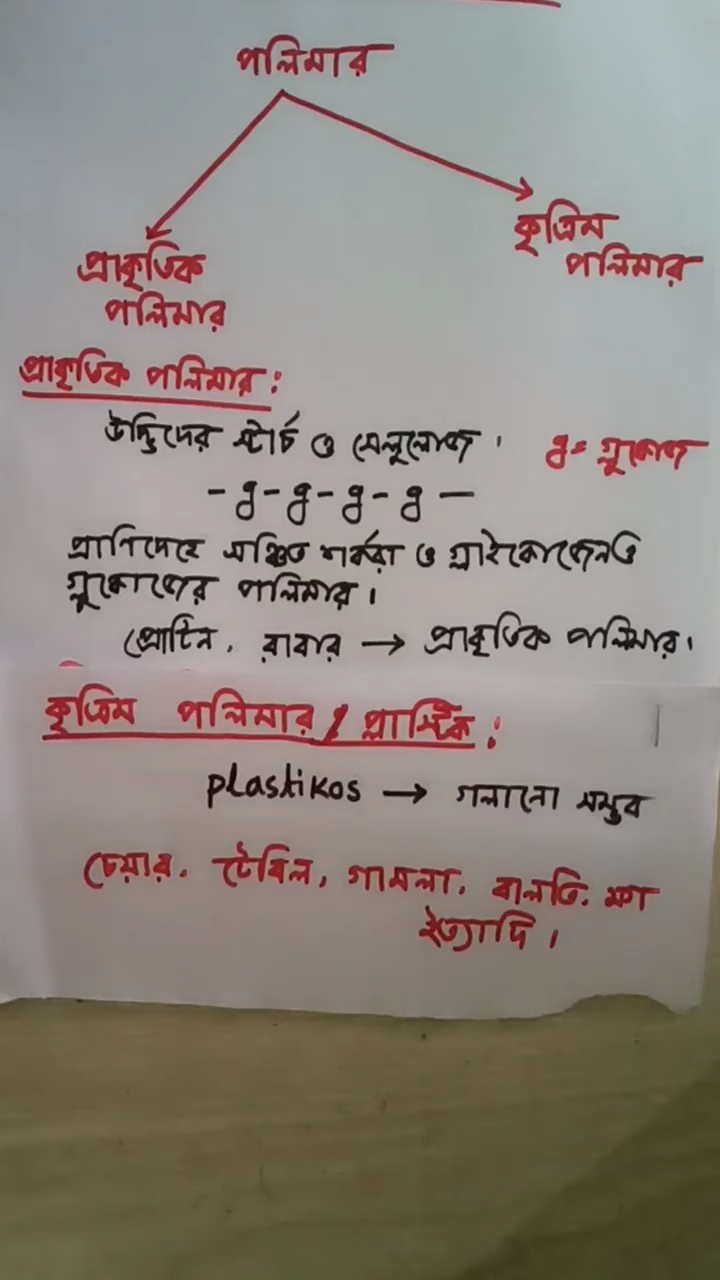 পলিমার
প্রাকৃতিক
পলিমার
কৃত্রিম
পলিমার
প্রাকৃতিক পলিমার:
উদ্ভিদের স্টার্চ ও সেলুলোজ।
g= গ্লুকোজ
- g - g - g - g -
প্রাণিদেহে সঞ্চিত শর্করা ও গ্লাইকোজেনও
গ্লুকোজের পলিমার।
প্রোটিন, রাবার → প্রাকৃতিক পলিমার।
কৃত্রিম পলিমার / প্লাস্টিক:
plastikos → গলানো সম্ভব
চেয়ার, টেবিল, গামলা, বালতি,
ইত্যাদি।